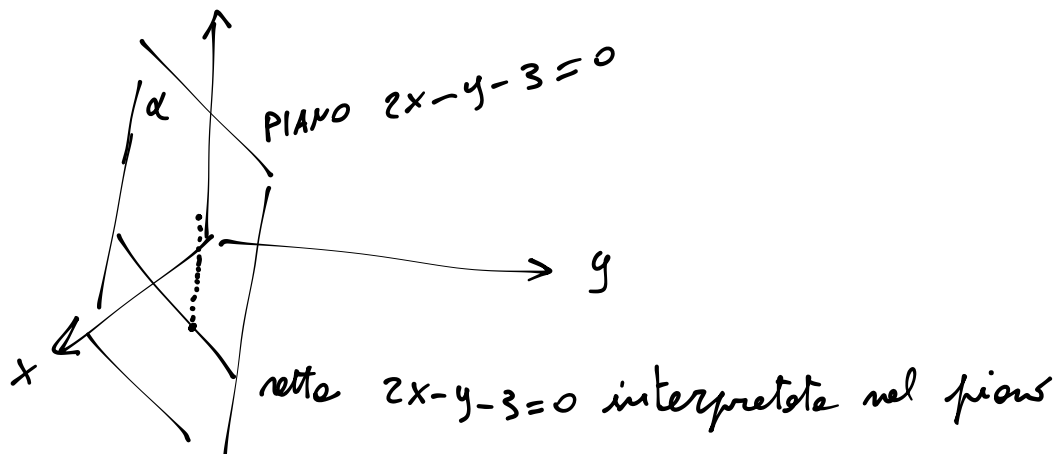 α
PIANO 2x-y-3=0
y
x
retta 2x-y-3=0 interpretata nel piano